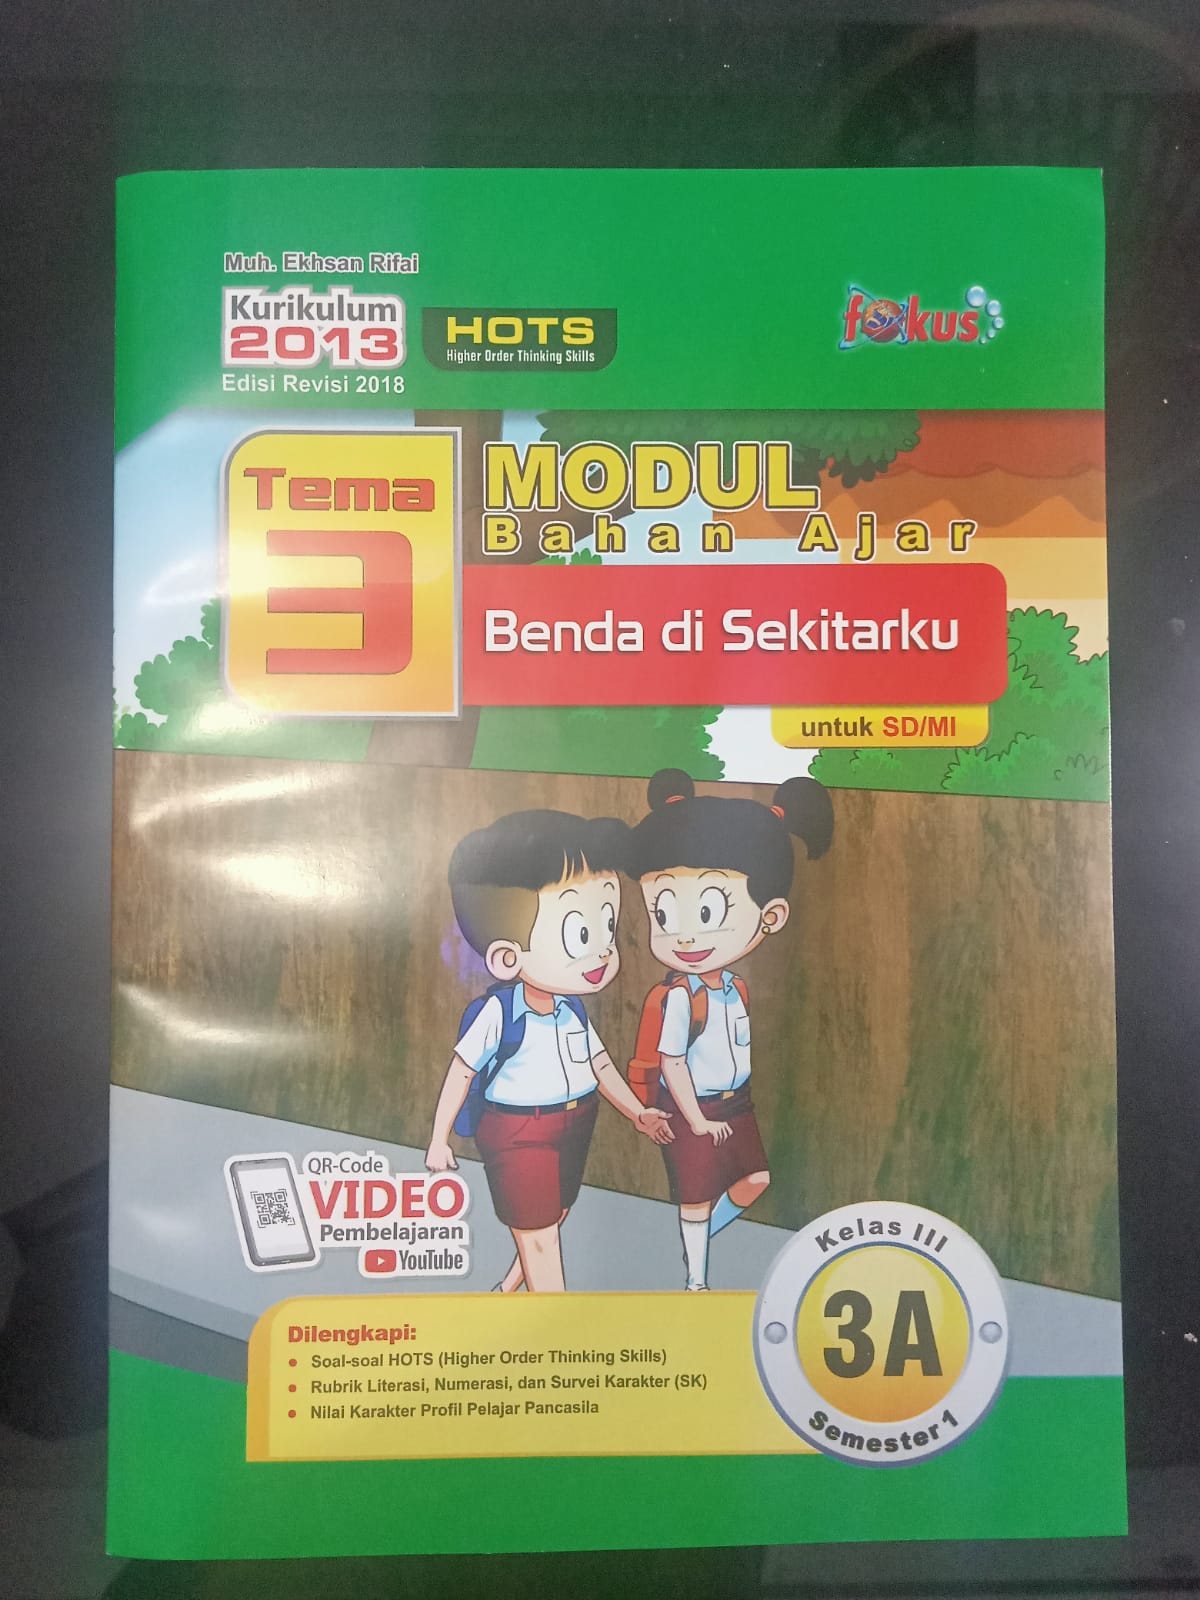 Muh. Ekhsan Rifai
Kurikulum
2013
Edisi Revisi 2018
HOTS
Higher Order Thinking Skills
fokus
Tema
3
MODUL
Bahan Ajar
Benda di Sekitarku
untuk SD/MI
QR-Code
VIDEO
Pembelajaran
YouTube
Dilengkapi:
• Soal-soal HOTS (Higher Order Thinking Skills)
• Rubrik Literasi, Numerasi, dan Survei Karakter (SK)
• Nilai Karakter Profil Pelajar Pancasila
Kelas III
3A
Semester 1